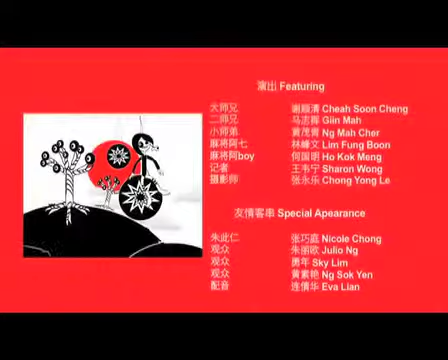 演出 Featuring
大师兄 谢顺清 Cheah Soon Cheng
二师兄 马志辉 Giin Mah
小师弟 黄茂胥 Ng Mah Cher
麻将阿七 林峰文 Lim Fung Boon
麻将阿boy 何国明 Ho Kok Meng
记者 王韦宁 Sharon Wong
摄影师 张永乐 Chong Yong Le
友情客串 Special Apearance
朱此仁 张巧嘉 Nicole Chong
观众 朱丽欧 Julio Ng
观众 勇年 Sky Lim
观众 黄素艳 Ng Sok Yen
配音 连倩华 Eva Lian